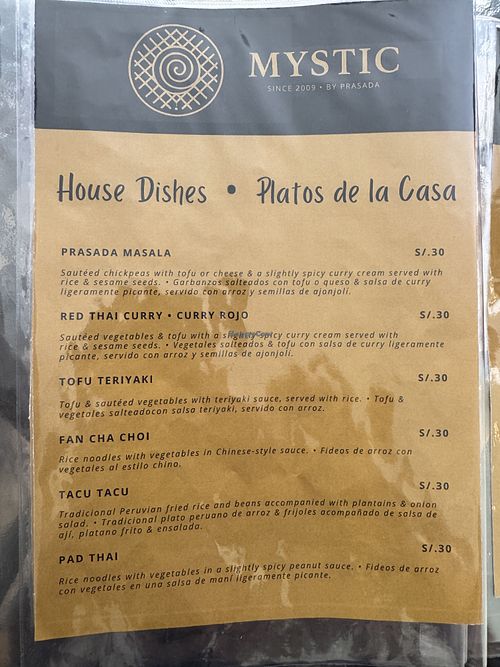 MYSTIC
SINCE 2009 • BY PRASADA
House Dishes • Platos de la Casa
PRASADA MASALA S/.30
Sautéed chickpeas with tofu or cheese & a slightly spicy curry cream served with
rice & sesame seeds. • Garbanzos salteados con tofu o queso & salsa de curry
ligeramente picante, servido con arroz y semillas de ajonjolí.
RED THAI CURRY • CURRY ROJO S/.30
Sautéed vegetables & tofu with a slightly spicy curry cream served with
rice & sesame seeds. • Vegetales salteados & tofu con salsa de curry ligeramente
picante, servido con arroz y semillas de ajonjolí.
TOFU TERIYAKI S/.30
Tofu & sautéed vegetables with teriyaki sauce, served with rice. • Tofu &
vegetales salteadocon salsa teriyaki, servido con arroz.
FAN CHA CHOI S/.30
Rice noodles with vegetables in Chinese-style sauce. • Fideos de arroz con
vegetales al estilo chino.
TACU TACU S/.30
Traditional Peruvian fried rice and beans accompanied with plantains & onion
salad. • Tradicional plato peruano de arroz & frijoles acompañado de salsa de
ají, platano frito & ensalada.
PAD THAI S/.30
Rice noodles with vegetables in a slightly spicy peanut sauce. • Fideos de arroz
con vegetales en una salsa de maní ligeramente picante.